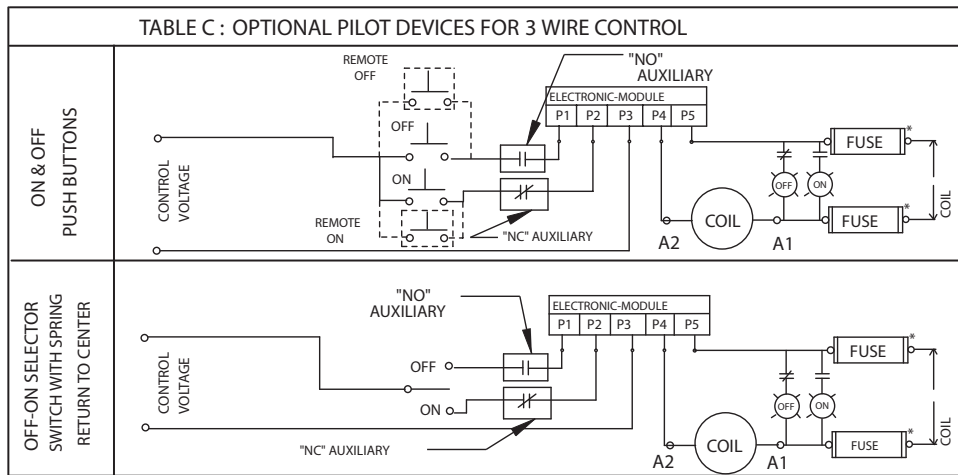 TABLE C : OPTIONAL PILOT DEVICES FOR 3 WIRE CONTROL
ON & OFF
PUSH BUTTONS
CONTROL
VOLTAGE
REMOTE
OFF
OFF
ON
REMOTE
ON
"NO"
AUXILIARY
"NC" AUXILIARY
ELECTRONIC-MODULE
P1 P2 P3 P4 P5
A2
COIL
A1
OFF
ON
FUSE
*
FUSE
*
COIL
OFF-ON SELECTOR
SWITCH WITH SPRING
RETURN TO CENTER
CONTROL
VOLTAGE
"NO"
AUXILIARY
OFF
ON
"NC" AUXILIARY
ELECTRONIC-MODULE
P1 P2 P3 P4 P5
A2
COIL
A1
OFF
ON
FUSE
*
FUSE
*
COIL